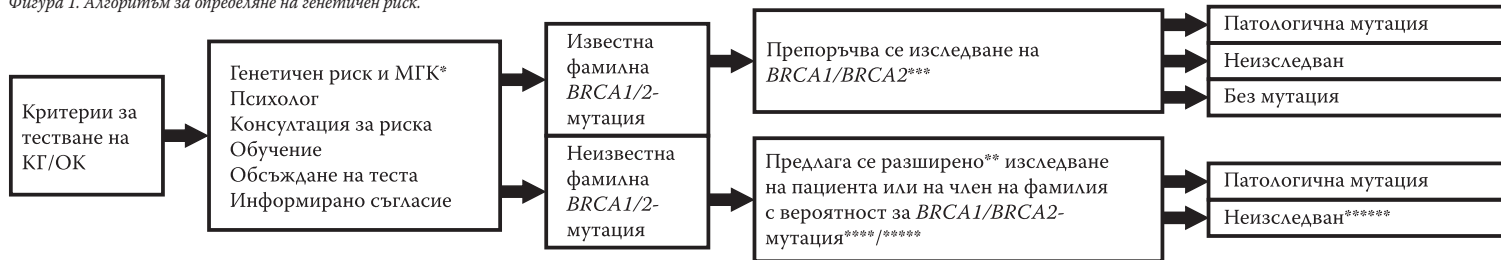 Фигура 1. Алгоритъм за определяне на генетичен риск.
Критерии за
тестване на
КГ/ОК
Генетичен риск и МГК*
Психолог
Консултация за риска
Обучение
Обсъждане на теста
Информирано съгласие
Известна
фамилна
BRCA1/2-
мутация
Неизвестна
фамилна
BRCA1/2-
мутация
Препоръчва се изследване на
BRCA1/BRCA2***
Предлага се разширено** изследване
на пациента или на член на фамилия
с вероятност за BRCA1/BRCA2-
мутация****/*****
Патологична мутация
Неизследван
Без мутация
Патологична мутация
Неизследван******